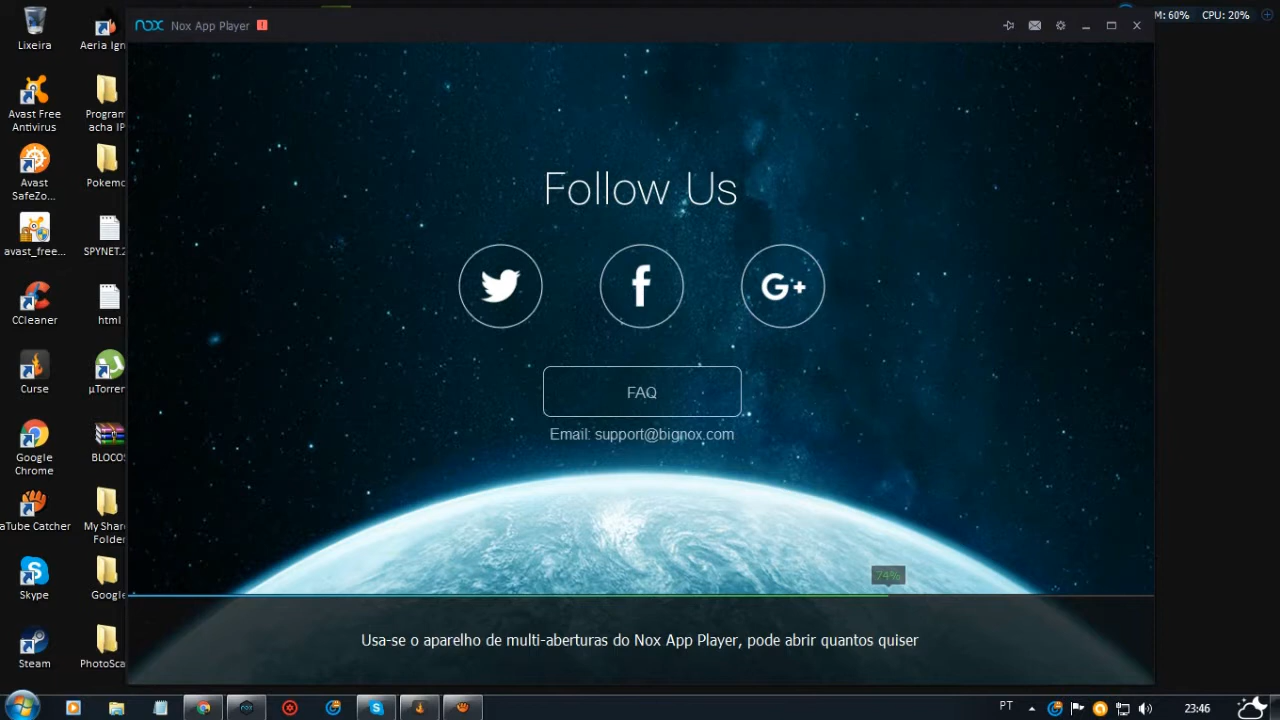 nox Nox App Player !
M: 60% CPU: 20%
Lixeira
Aeria Ign
Avast Free
Antivirus
Program
acha IP
Avast
SafeZo...
Pokemo
avast_free...
SPYNET.2
CCleaner
html
Curse
µTorren
Google
Chrome
BLOCOS
aTube Catcher
My Share
Folder
Skype
Google
Steam
PhotoSca
Follow Us
G+
FAQ
Email: support@bignox.com
74%
Usa-se o aparelho de multi-aberturas do Nox App Player, pode abrir quantos quiser
PT
23:46